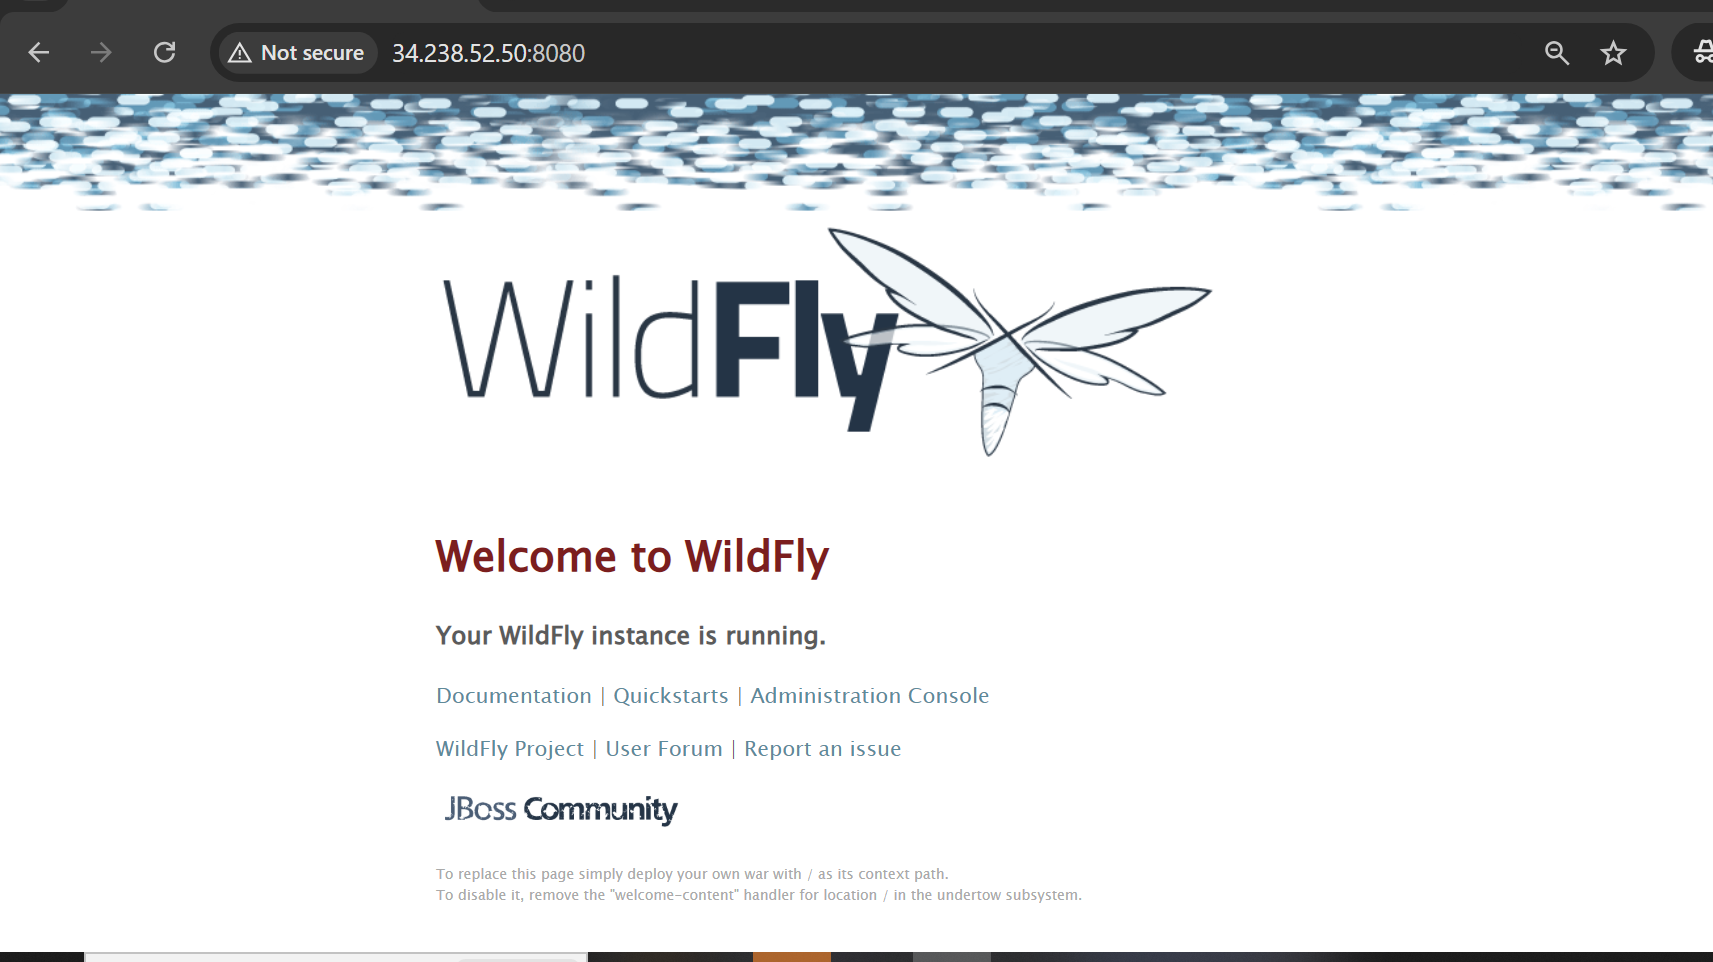 Not secure 34.238.52.50:8080
WildFly
Welcome to WildFly
Your WildFly instance is running.
Documentation | Quickstarts | Administration Console
WildFly Project | User Forum | Report an issue
JBoss Community
To replace this page simply deploy your own war with / as its context path.
To disable it, remove the "welcome-content" handler for location / in the undertow subsystem.